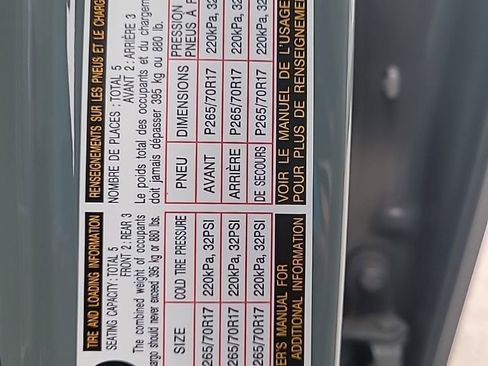 TIRE AND LOADING INFORMATION
SEATING CAPACITY: TOTAL 5
FRONT 2: REAR 3
The combined weight of occupants
cargo should never exceed 395 kg or 880 lbs.
SIZE COLD TIRE PRESSURE
265/70R17 220kPa, 32PSI
265/70R17 220kPa, 32PSI
265/70R17 220kPa, 32PSI
ER'S MANUAL FOR
ADDITIONAL INFORMATION
RENSEIGNEMENTS SUR LES PNEUS ET LE CHARG
NOMBRE DE PLACES : TOTAL 5
AVANT 2: ARRIÈRE 3
Le poids total des occupants et du chargem
doit jamais dépasser 395 kg ou 880 lb.
PNEU DIMENSIONS PRESSION
PNEUS À F
AVANT P265/70R17 220kPa, 32
ARRIÈRE P265/70R17 220kPa, 32
DE SECOURS P265/70R17 220kPa, 32
VOIR LE MANUEL DE L'USAGE
POUR PLUS DE RENSEIGNEMEN